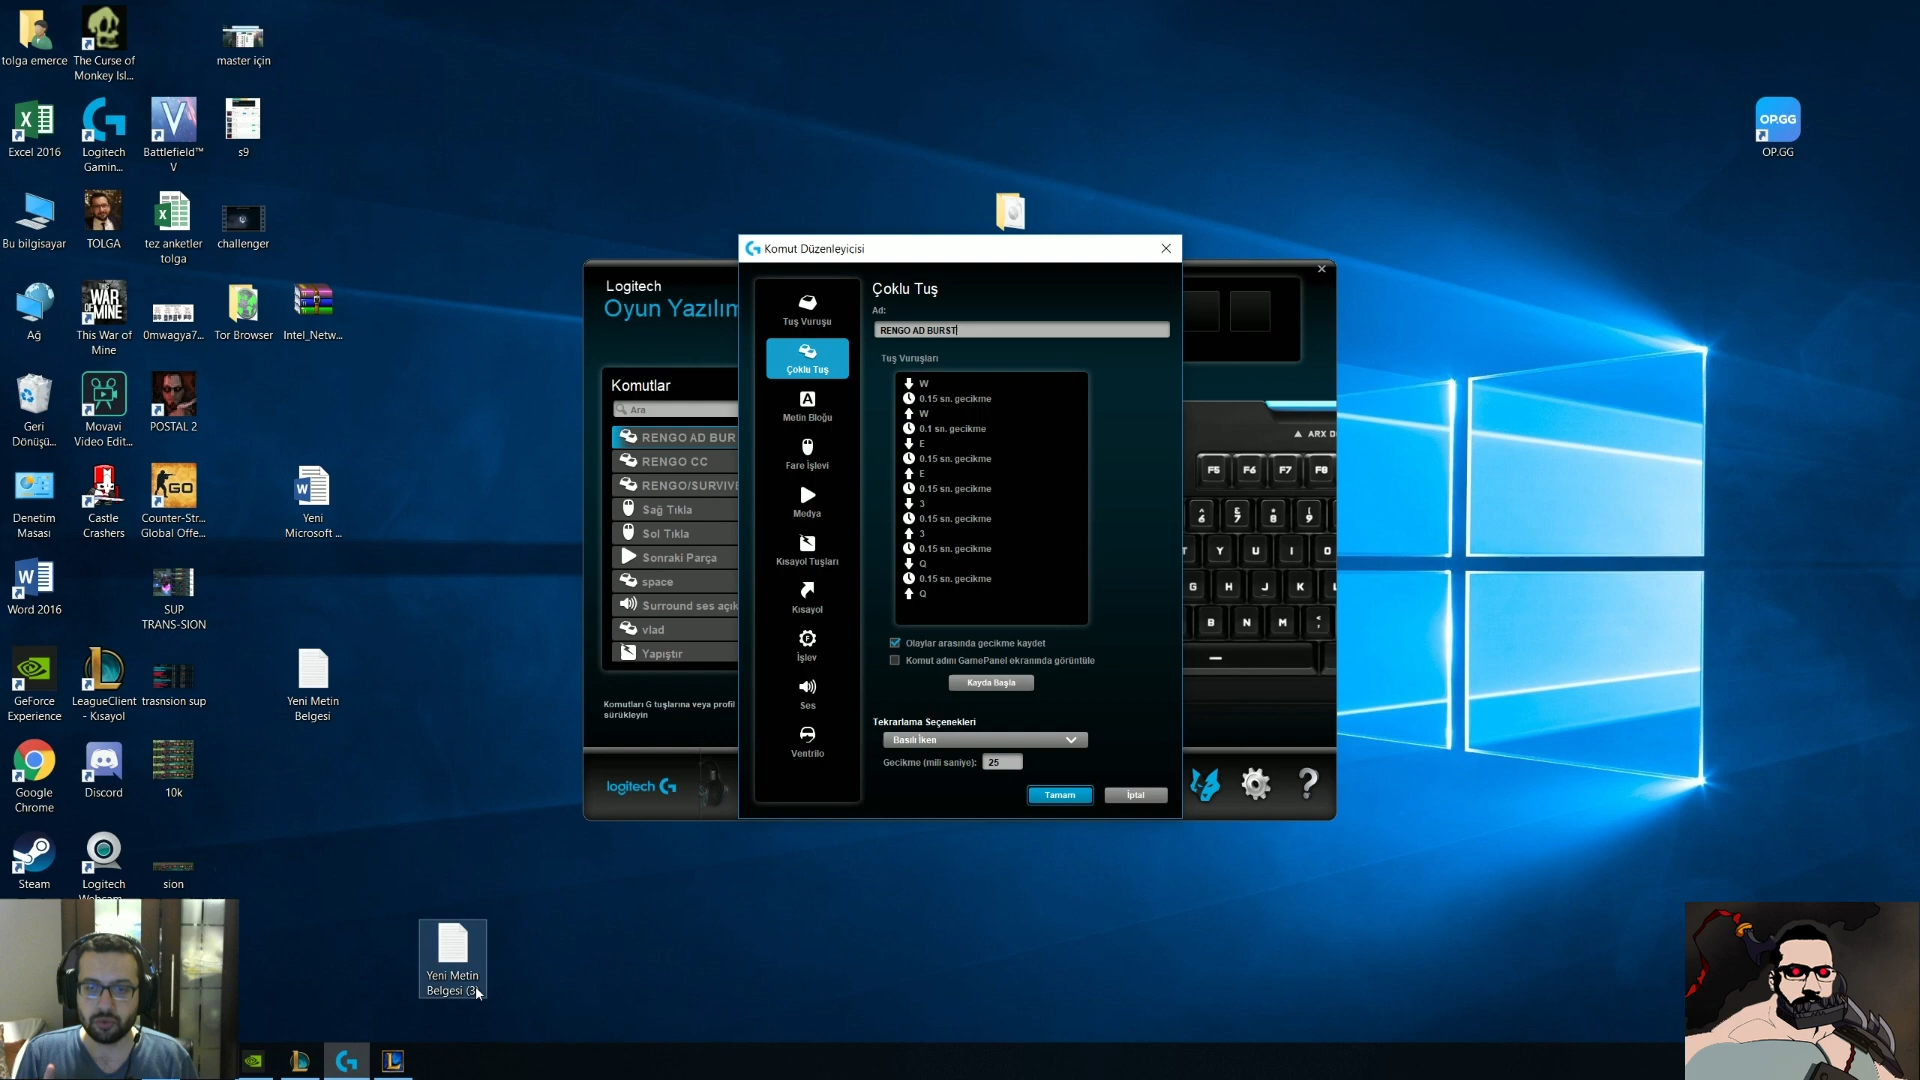 tolga emerce
The Curse of
Monkey Isl...
master için
Excel 2016
Logitech
Gamin...
Battlefield™
V
s9
OP.GG
OP.GG
Bu bilgisayar
TOLGA
tez anketler
tolga
challenger
Ağ
This War of
Mine
0mwagya7...
Tor Browser
Intel_Netw...
Geri
Dönüşü...
Movavi
Video Edit...
POSTAL 2
Denetim
Masası
Castle
Crashers
Counter-Str...
Global Offe...
Yeni
Microsoft ...
Word 2016
SUP
TRANS-SION
GeForce
Experience
LeagueClient
- Kısayol
trasnsion sup
Yeni Metin
Belgesi
Google
Chrome
Discord
10k
Steam
Logitech
Webcam
sion
Yeni Metin
Belgesi (3)
Logitech
Oyun Yazılım
Komutlar
Ara
RENGO AD BUR
RENGO CC
RENGO/SURVIVE
Sağ Tıkla
Sol Tıkla
Sonraki Parça
space
Surround ses açık
vlad
Yapıştır
Komutları G tuşlarına veya profil
sürükleyin
logitech
Komut Düzenleyicisi
Tuş Vuruşu
Çoklu Tuş
Metin Bloğu
Fare İşlevi
Medya
Kısayol Tuşları
Kısayol
İşlev
Ses
Ventrilo
Çoklu Tuş
Ad:
RENGO AD BURST
Tuş Vuruşları
W
0.15 sn. gecikme
W
0.1 sn. gecikme
E
0.15 sn. gecikme
E
0.15 sn. gecikme
3
0.15 sn. gecikme
3
0.15 sn. gecikme
Q
0.15 sn. gecikme
Q
Olaylar arasında gecikme kaydet
Komut adını GamePanel ekranında görüntüle
Kayda Başla
Tekrarlama Seçenekleri
Basılı İken
Gecikme (mili saniye): 25
Tamam
İptal
ARX D
F5 F6 F7 F8
6 7 8 9
T Y U I O
G H J K L
B N M